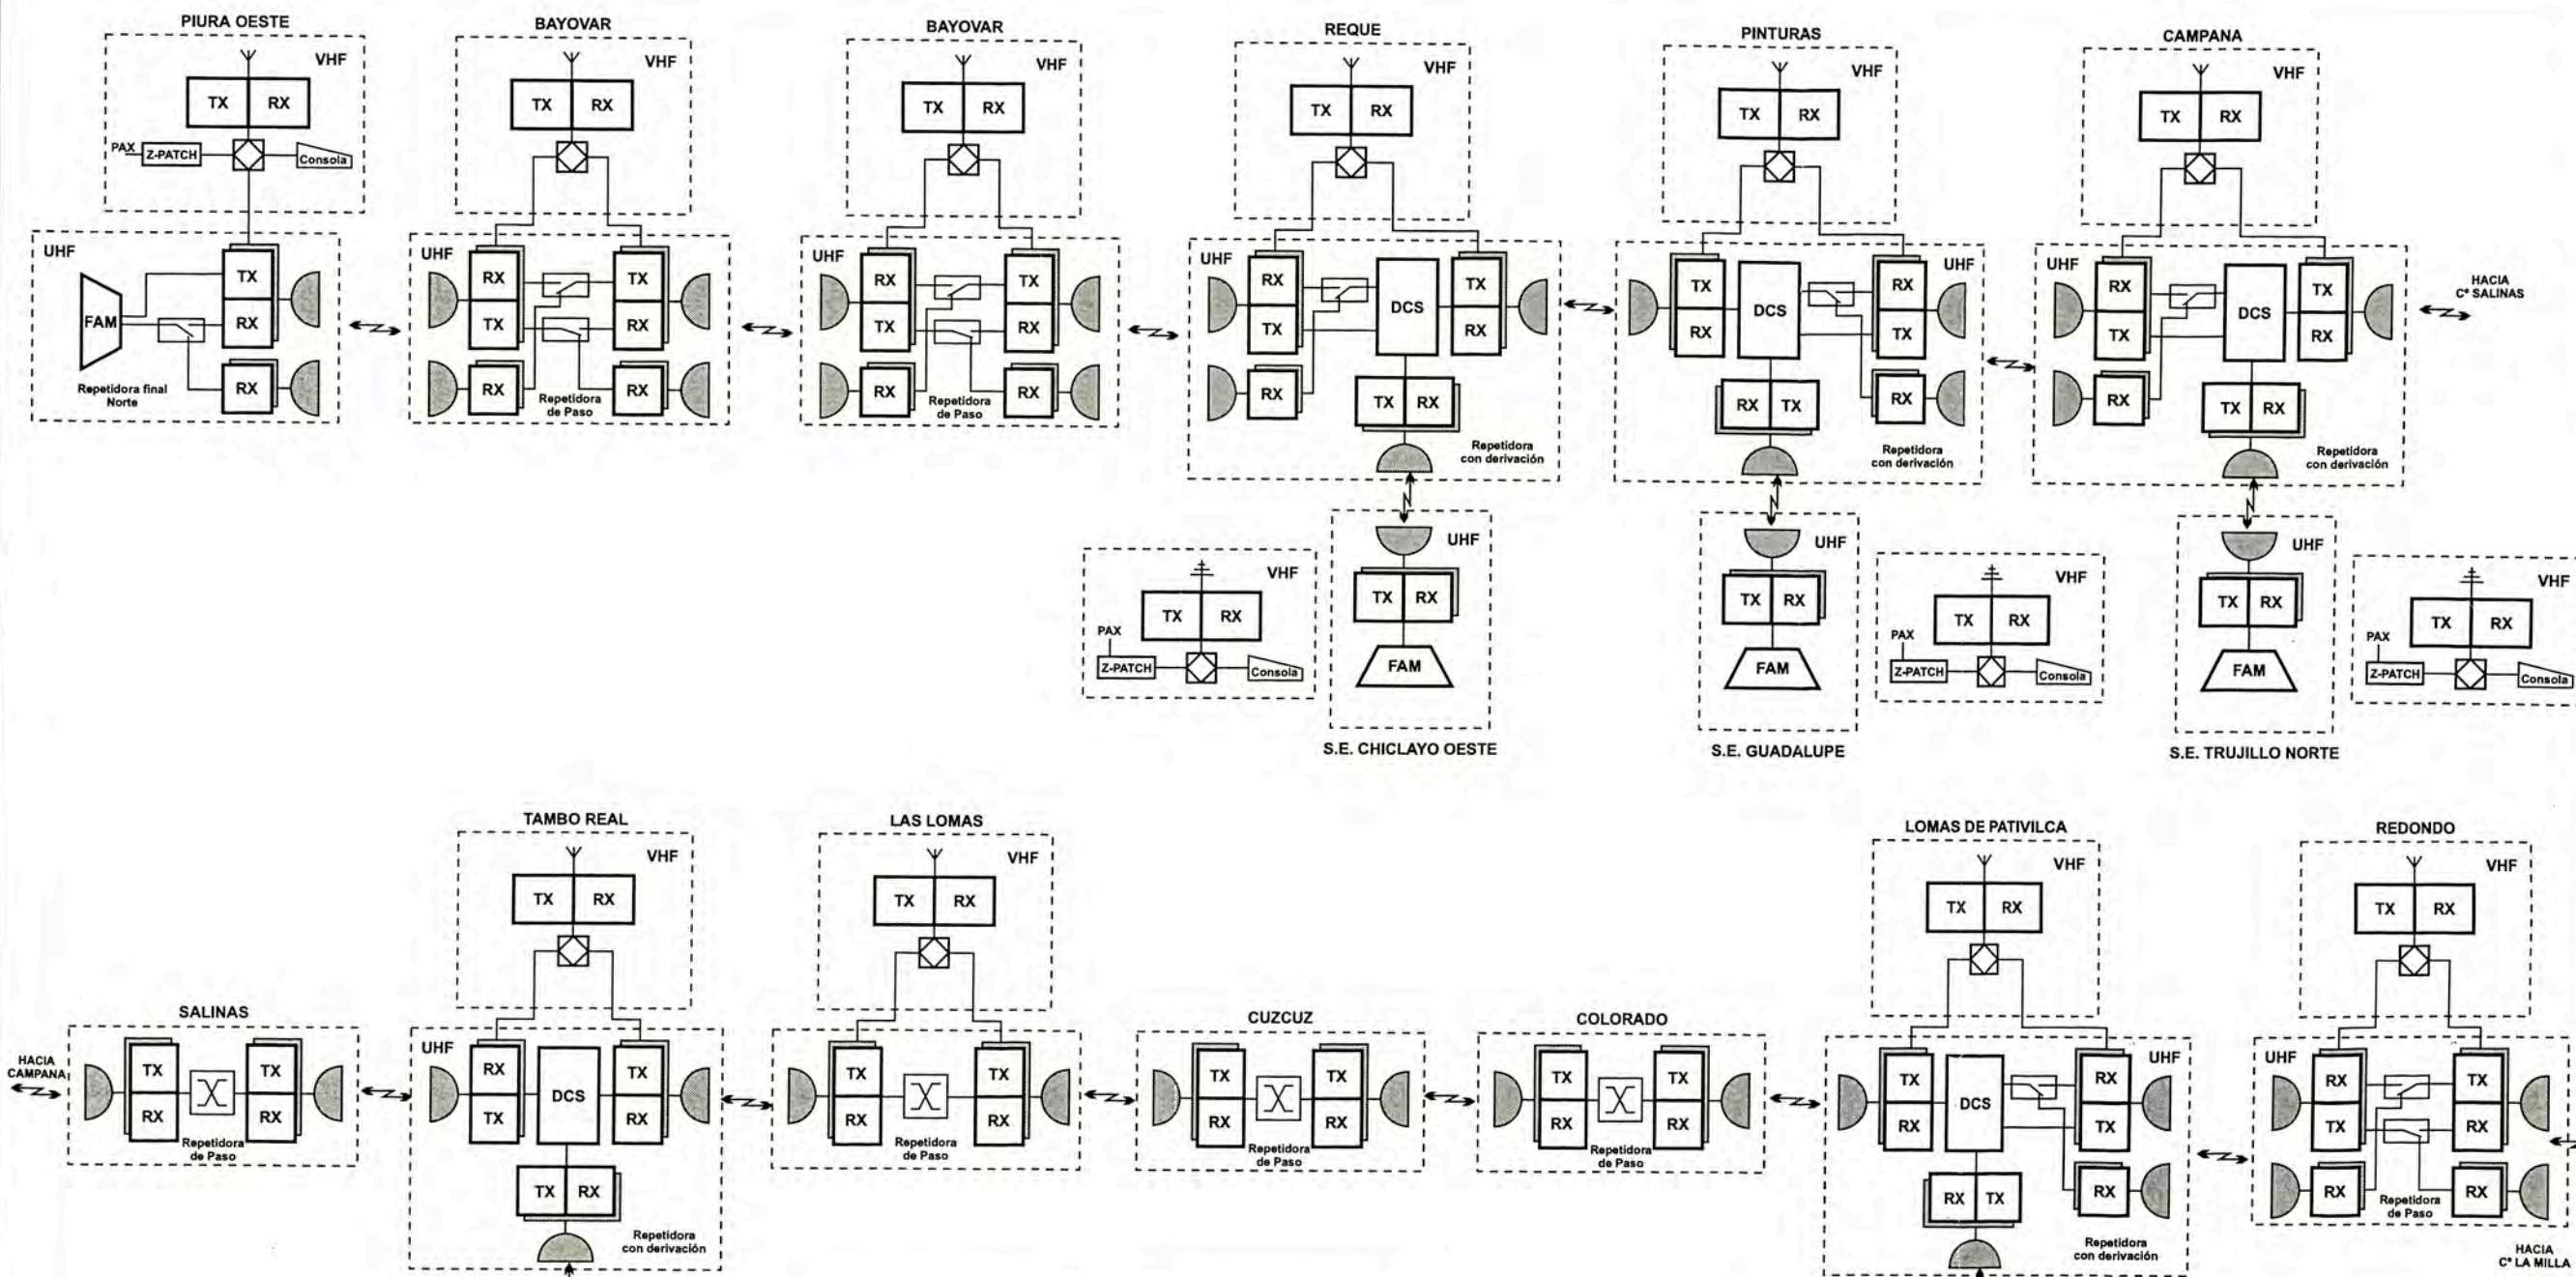 PIURA OESTE
VHF
TX RX
PAX
Z-PATCH
Consola
UHF
FAM
TX
RX
RX
Repetidora final
Norte
BAYOVAR
VHF
TX RX
UHF
RX
TX
TX
RX
RX
RX
Repetidora
de Paso
BAYOVAR
VHF
TX RX
UHF
RX
TX
TX
RX
RX
RX
Repetidora
de Paso
REQUE
VHF
TX RX
UHF
RX
TX
DCS
TX
RX
RX
TX RX
Repetidora
con derivación
PINTURAS
VHF
TX RX
UHF
TX
RX
DCS
RX
TX
RX
RX TX
Repetidora
con derivación
CAMPANA
VHF
TX RX
UHF
RX
TX
DCS
TX
RX
RX
TX RX
Repetidora
con derivación
HACIA
C° SALINAS
VHF
TX RX
PAX
Z-PATCH
Consola
UHF
TX RX
FAM
S.E. CHICLAYO OESTE
UHF
TX RX
FAM
S.E. GUADALUPE
VHF
TX RX
PAX
Z-PATCH
Consola
UHF
TX RX
FAM
S.E. TRUJILLO NORTE
VHF
TX RX
PAX
Z-PATCH
Consola
HACIA
CAMPANA
SALINAS
TX
RX
TX
RX
Repetidora
de Paso
TAMBO REAL
VHF
TX RX
UHF
RX
TX
DCS
TX
RX
TX RX
Repetidora
con derivación
LAS LOMAS
VHF
TX RX
TX
RX
TX
RX
Repetidora
de Paso
CUZCUZ
TX
RX
TX
RX
Repetidora
de Paso
COLORADO
TX
RX
TX
RX
Repetidora
de Paso
LOMAS DE PATIVILCA
VHF
TX RX
UHF
TX
RX
DCS
RX
TX
RX
RX TX
Repetidora
con derivación
REDONDO
VHF
TX RX
UHF
RX
TX
TX
RX
RX
RX
Repetidora
de Paso
HACIA
C° LA MILLA